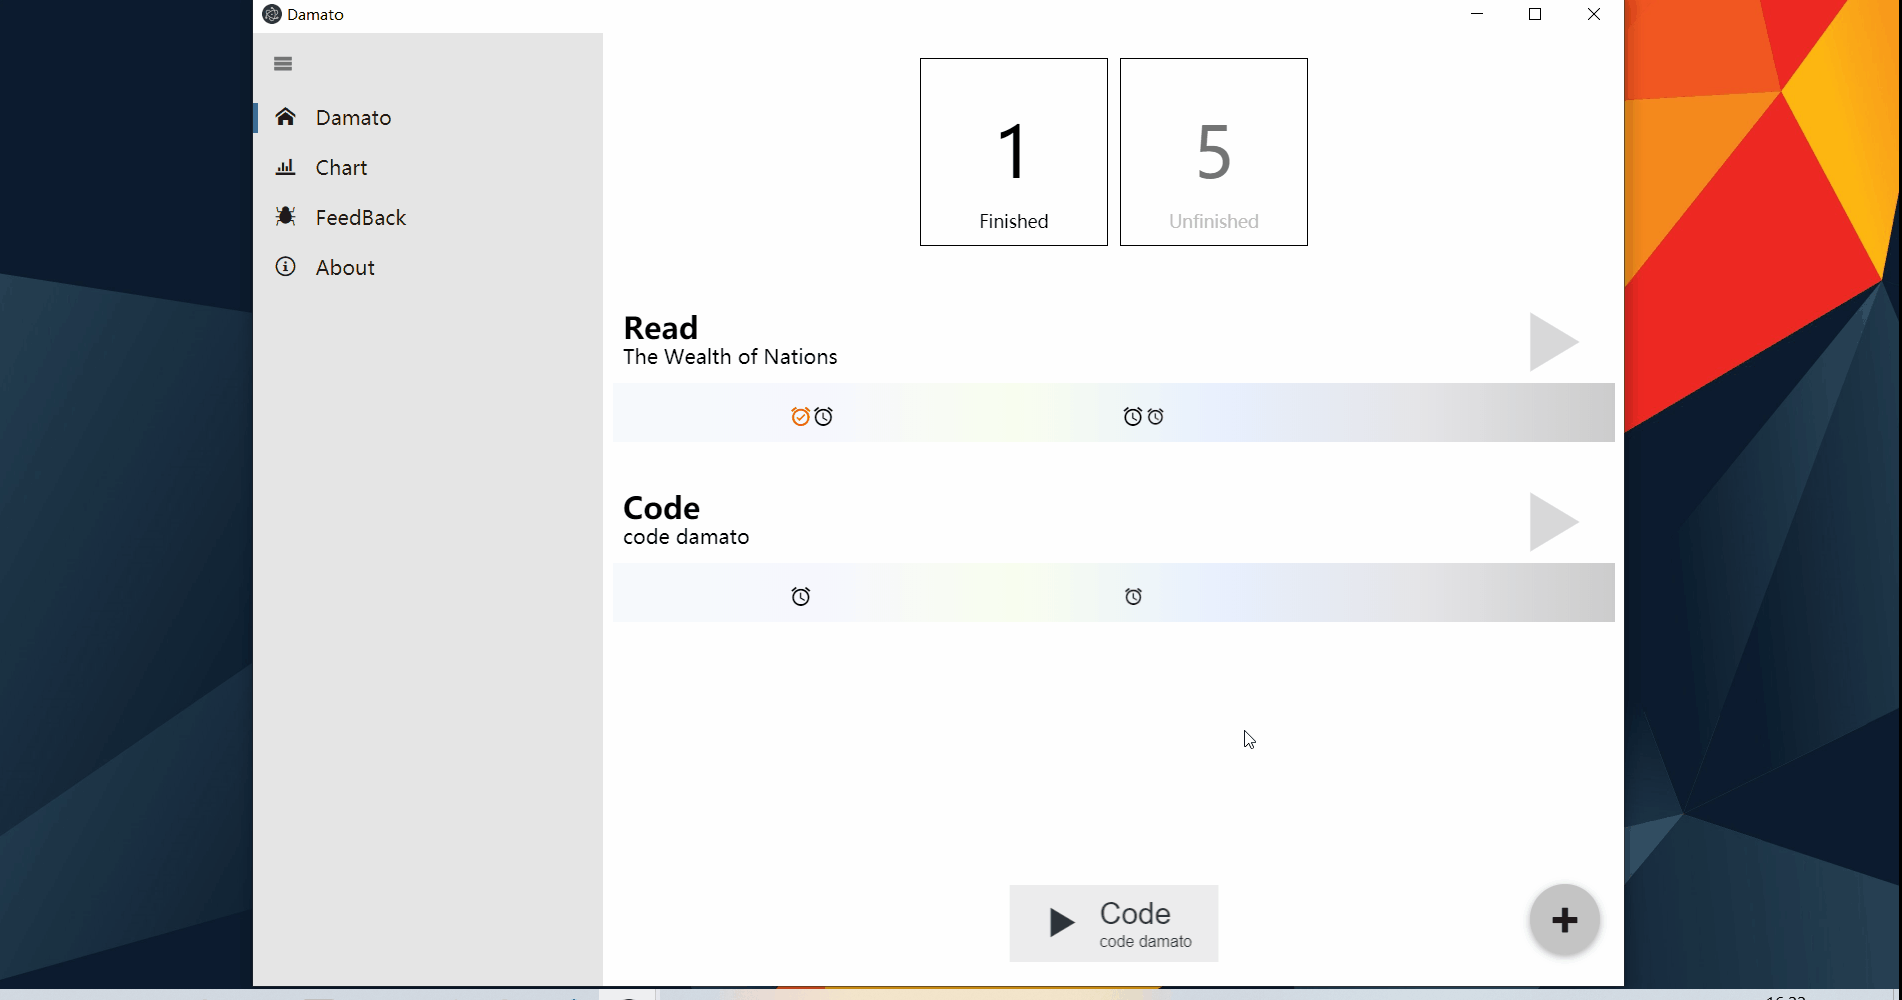 Damato
Damato
Chart
FeedBack
About
1
Finished
5
Unfinished
Read
The Wealth of Nations
Code
code damato
Code
code damato